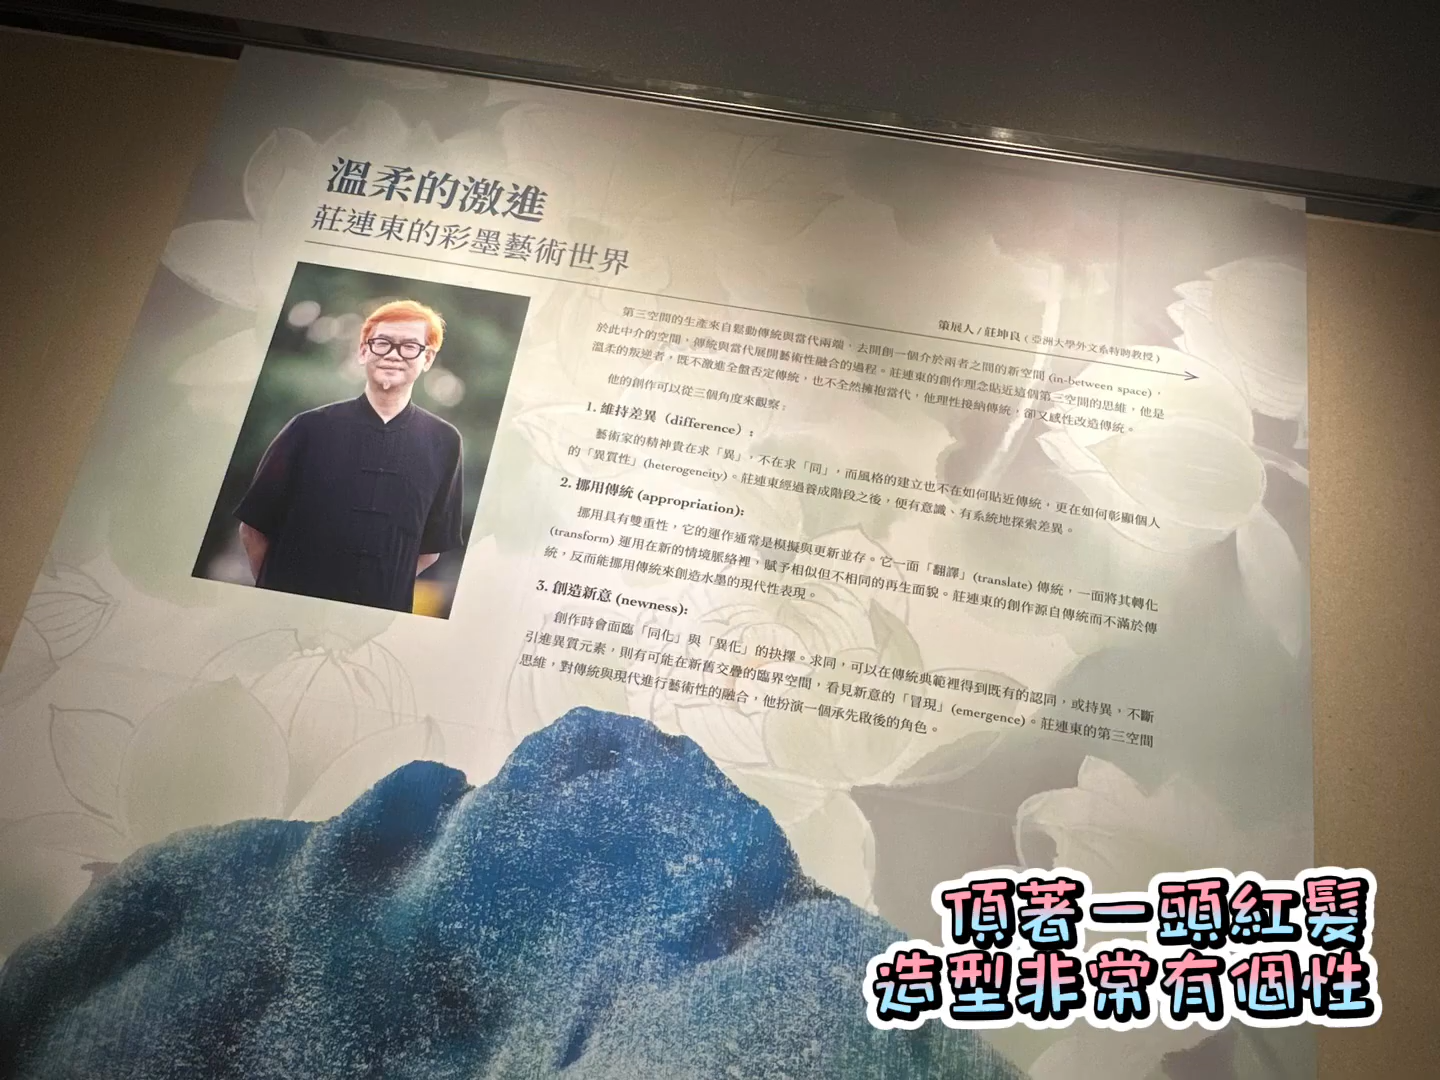 溫柔的激進
莊連東的彩墨藝術世界
策展人 / 莊坤良 ( 亞洲大學外文系特聘教授 )
第三空間的生產來自鬆動傳統與當代兩端，去開創一個介於兩者之間的新空間 (in-between space)，
於此中介的空間，傳統與當代展開藝術性融合的過程。莊連東的創作理念貼近這個第三空間的思維，他是
溫柔的叛逆者，既不激進全盤否定傳統，也不全然擁抱當代，他理性接納傳統，卻又感性改造傳統。
他的創作可以從三個角度來觀察：
1. 維持差異（difference）:
藝術家的精神貴在求「異」，不在求「同」，而風格的建立也不在如何貼近傳統，更在如何彰顯個人
的「異質性」(heterogeneity)。莊連東經過養成階段之後，便有意識、有系統地探索差異。
2. 挪用傳統 (appropriation):
挪用具有雙重性，它的運作通常是模擬與更新並存。它一面「翻譯」(translate) 傳統，一面將其轉化
(transform) 運用在新的情境脈絡裡，賦予相似但不相同的再生面貌。莊連東的創作源自傳統而不滿於傳
統，反而能挪用傳統來創造水墨的現代性表現。
3. 創造新意 (newness):
創作時會面臨「同化」與「異化」的抉擇。求同，可以在傳統典範裡得到既有的認同，或持異，不斷
引進異質元素，則有可能在新舊交疊的臨界空間，看見新意的「冒現」(emergence)。莊連東的第三空間
思維，對傳統與現代進行藝術性的融合，他扮演一個承先啟後的角色。
頂著一頭紅髮
造型非常有個性